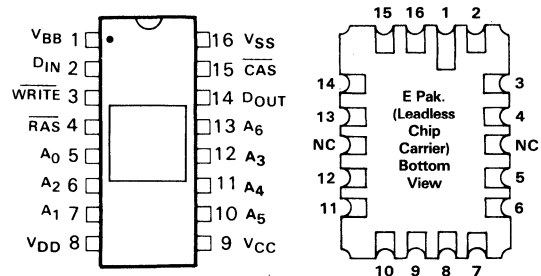 VBB 1 16 VSS
DIN 2 15 CAS
WRITE 3 14 DOUT
RAS 4 13 A6
A0 5 12 A3
A2 6 11 A4
A1 7 10 A5
VDD 8 9 VCC
15 16 1 2
14 3
13 4
NC NC
12 5
11 6
10 9 8 7
E Pak.
(Leadless
Chip
Carrier)
Bottom
View